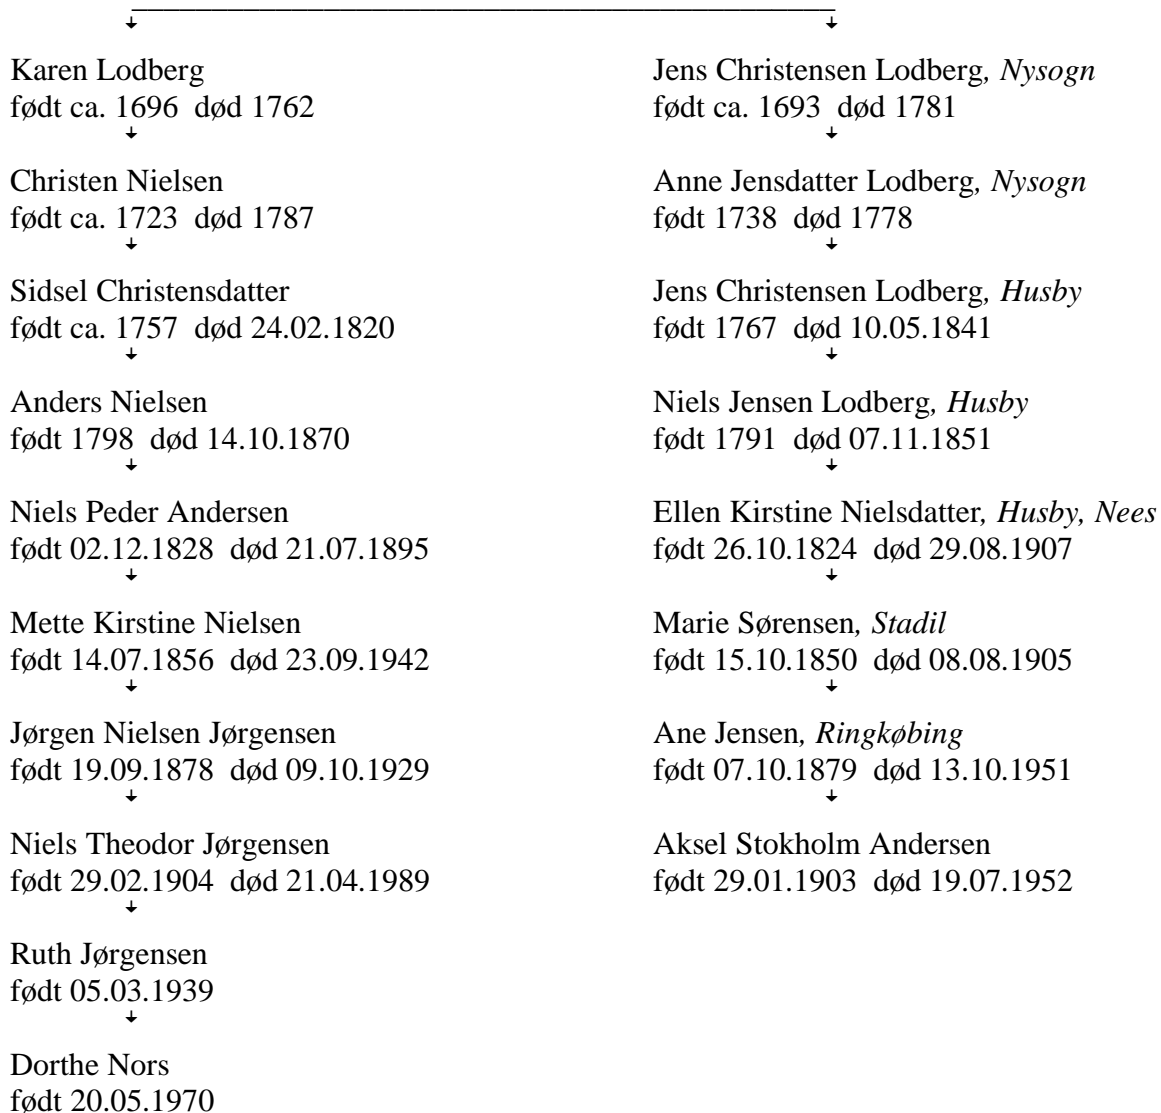 Karen Lodberg
født ca. 1696 død 1762
Christen Nielsen
født ca. 1723 død 1787
Sidsel Christensdatter
født ca. 1757 død 24.02.1820
Anders Nielsen
født 1798 død 14.10.1870
Niels Peder Andersen
født 02.12.1828 død 21.07.1895
Mette Kirstine Nielsen
født 14.07.1856 død 23.09.1942
Jørgen Nielsen Jørgensen
født 19.09.1878 død 09.10.1929
Niels Theodor Jørgensen
født 29.02.1904 død 21.04.1989
Ruth Jørgensen
født 05.03.1939
Dorthe Nors
født 20.05.1970
Jens Christensen Lodberg, Nysogn
født ca. 1693 død 1781
Anne Jensdatter Lodberg, Nysogn
født 1738 død 1778
Jens Christensen Lodberg, Husby
født 1767 død 10.05.1841
Niels Jensen Lodberg, Husby
født 1791 død 07.11.1851
Ellen Kirstine Nielsdatter, Husby, Nees
født 26.10.1824 død 29.08.1907
Marie Sørensen, Stadil
født 15.10.1850 død 08.08.1905
Ane Jensen, Ringkøbing
født 07.10.1879 død 13.10.1951
Aksel Stokholm Andersen
født 29.01.1903 død 19.07.1952